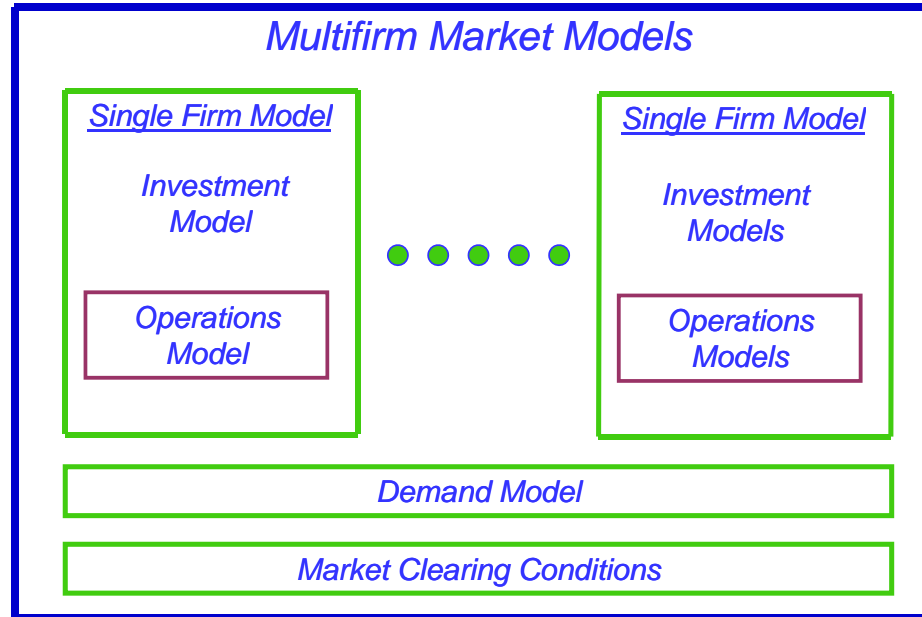 Multifirm Market Models
Single Firm Model
Investment
Model
Operations
Model
Single Firm Model
Investment
Models
Operations
Models
Demand Model
Market Clearing Conditions